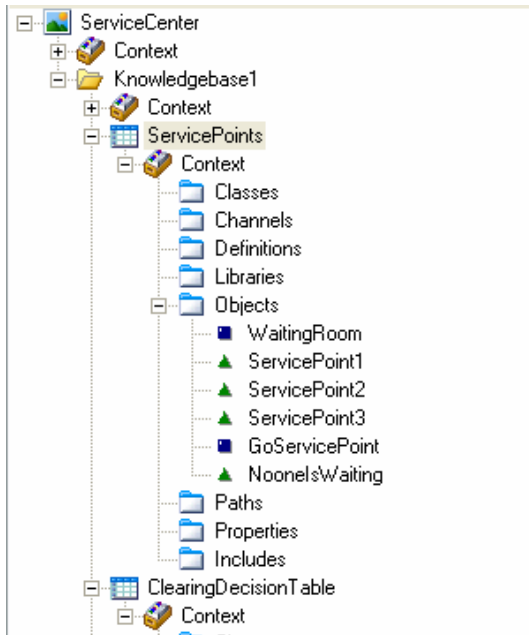 ServiceCenter
Context
Knowledgebase1
Context
ServicePoints
Context
Classes
Channels
Definitions
Libraries
Objects
WaitingRoom
ServicePoint1
ServicePoint2
ServicePoint3
GoServicePoint
NooneIsWaiting
Paths
Properties
Includes
ClearingDecisionTable
Context